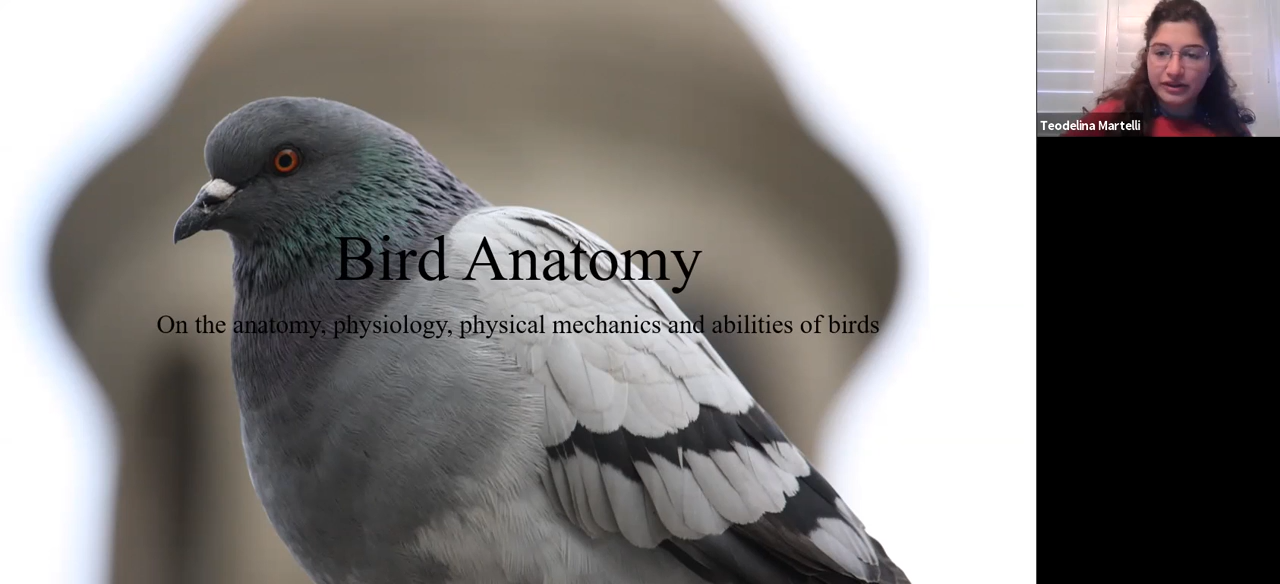 Bird Anatomy
On the anatomy, physiology, physical mechanics and abilities of birds
Teodelina Martelli